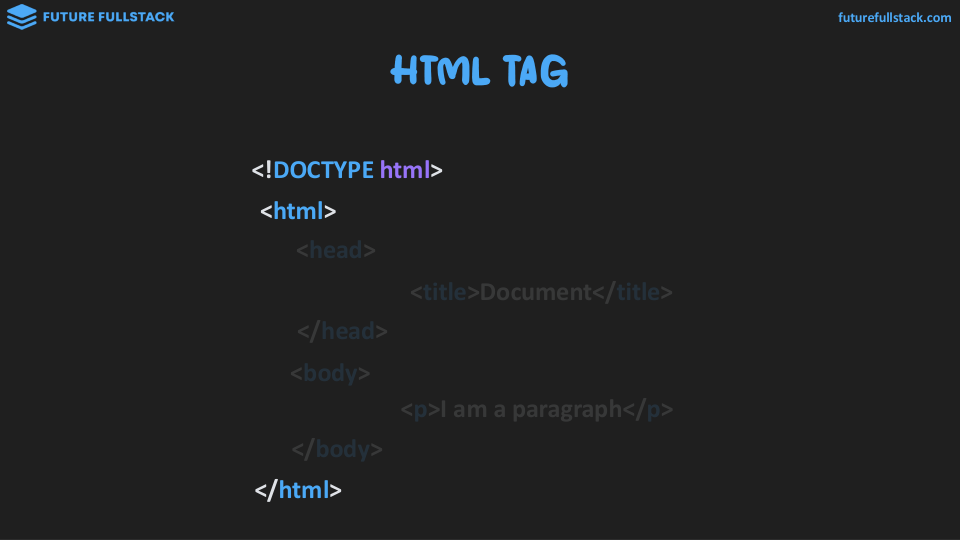 FUTURE FULLSTACK
futurefullstack.com
HTML TAG
<!DOCTYPE html>
<html>
<head>
<title>Document</title>
</head>
<body>
<p>I am a paragraph</p>
</body>
</html>